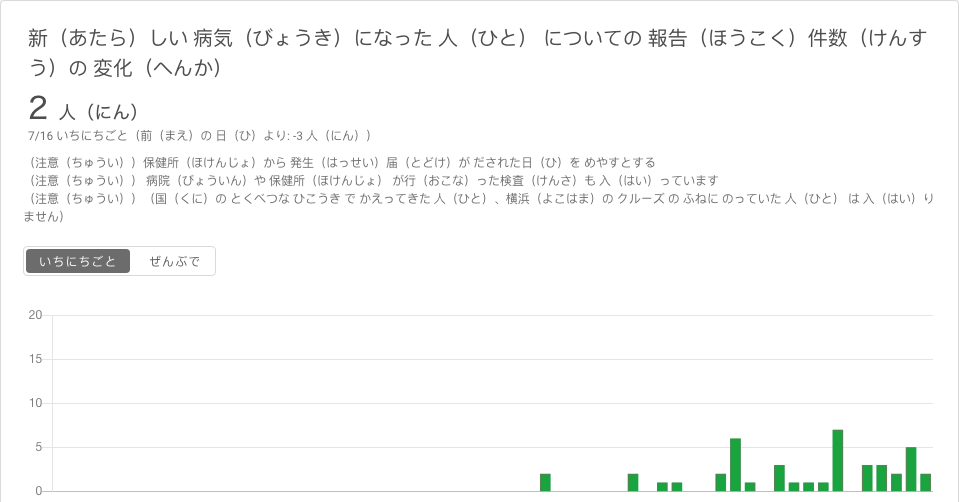 新（あたら）しい 病気（びょうき）になった 人（ひと） についての 報告（ほうこく）件数（けんす
う）の 変化（へんか）
2 人（にん）
7/16 いちにちごと（前（まえ）の 日（ひ）より: -3 人（にん））
（注意（ちゅうい））保健所（ほけんじょ）から 発生（はっせい）届（とどけ）が だされた日（ひ）を めやすとする
（注意（ちゅうい）） 病院（びょういん）や 保健所（ほけんじょ） が行（おこな）った検査（けんさ）も 入（はい）っています
（注意（ちゅうい））（国（くに）の とくべつな ひこうき で かえってきた 人（ひと）、横浜（よこはま）の クルーズ の ふねに のっていた 人（ひと） は 入（はい）り
ません）
いちにちごと ぜんぶで
20
15
10
5
0